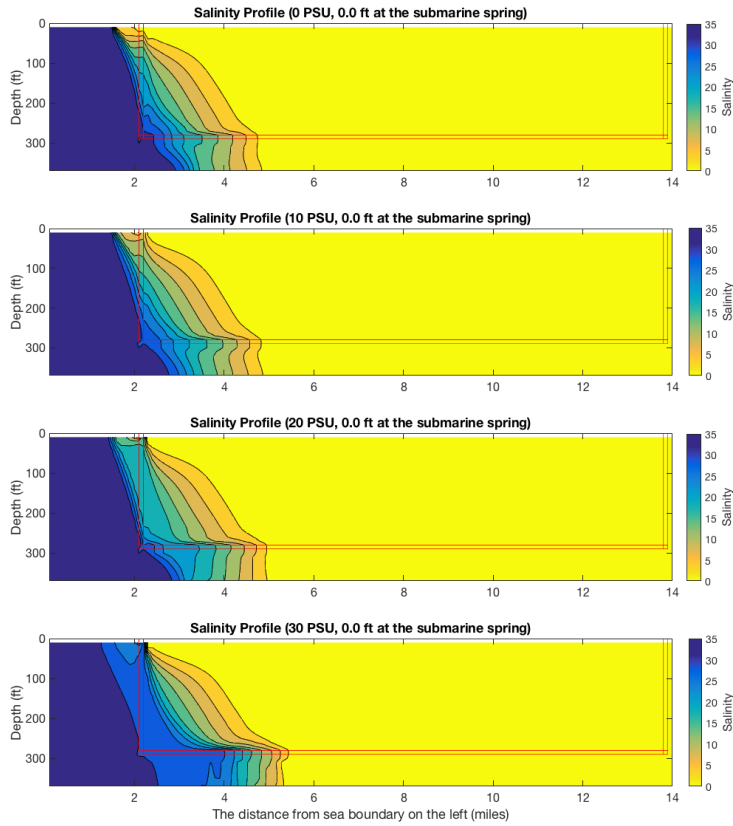 Salinity Profile (0 PSU, 0.0 ft at the submarine spring)
0
100
200
300
Depth (ft)
2 4 6 8 10 12 14
35
30
25
20
15
10
5
0
Salinity
Salinity Profile (10 PSU, 0.0 ft at the submarine spring)
0
100
200
300
Depth (ft)
2 4 6 8 10 12 14
35
30
25
20
15
10
5
0
Salinity
Salinity Profile (20 PSU, 0.0 ft at the submarine spring)
0
100
200
300
Depth (ft)
2 4 6 8 10 12 14
35
30
25
20
15
10
5
0
Salinity
Salinity Profile (30 PSU, 0.0 ft at the submarine spring)
0
100
200
300
Depth (ft)
2 4 6 8 10 12 14
35
30
25
20
15
10
5
0
Salinity
The distance from sea boundary on the left (miles)